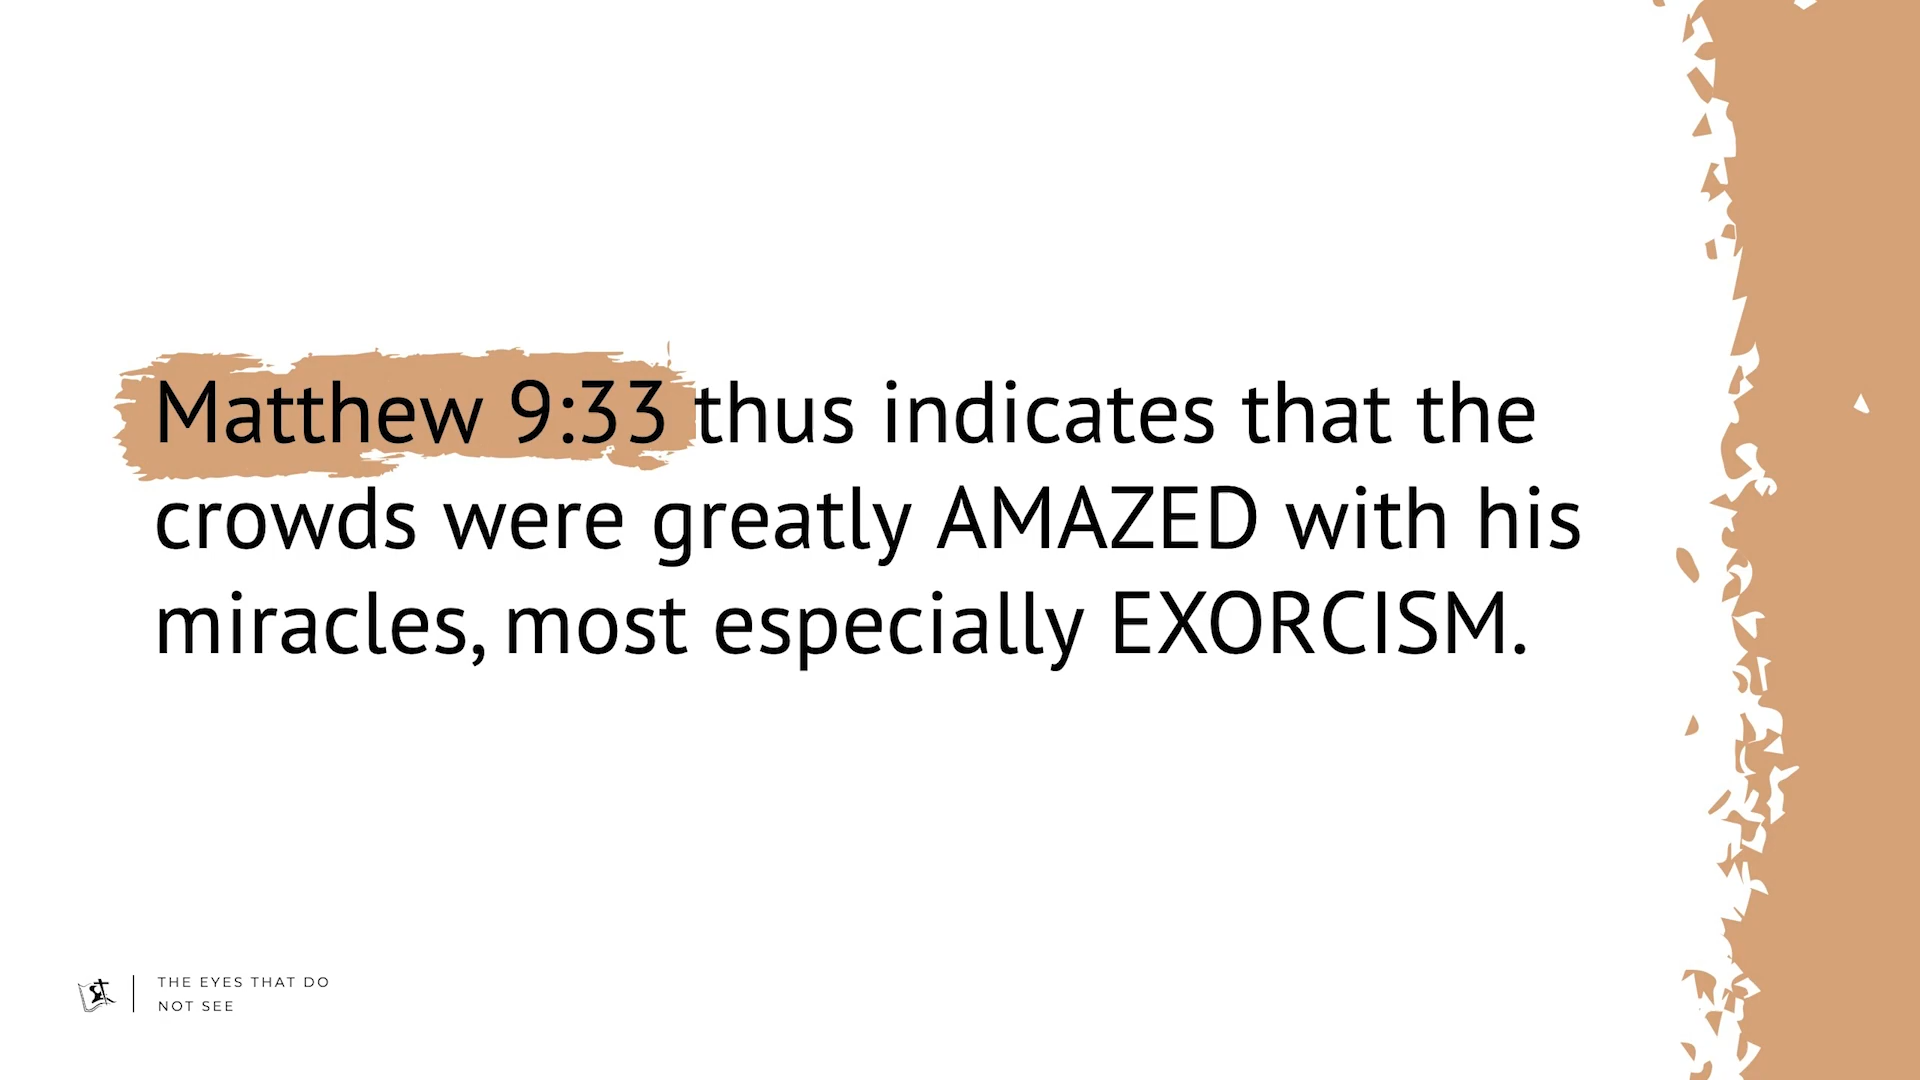 Matthew 9:33 thus indicates that the
crowds were greatly AMAZED with his
miracles, most especially EXORCISM.
THE EYES THAT DO
NOT SEE